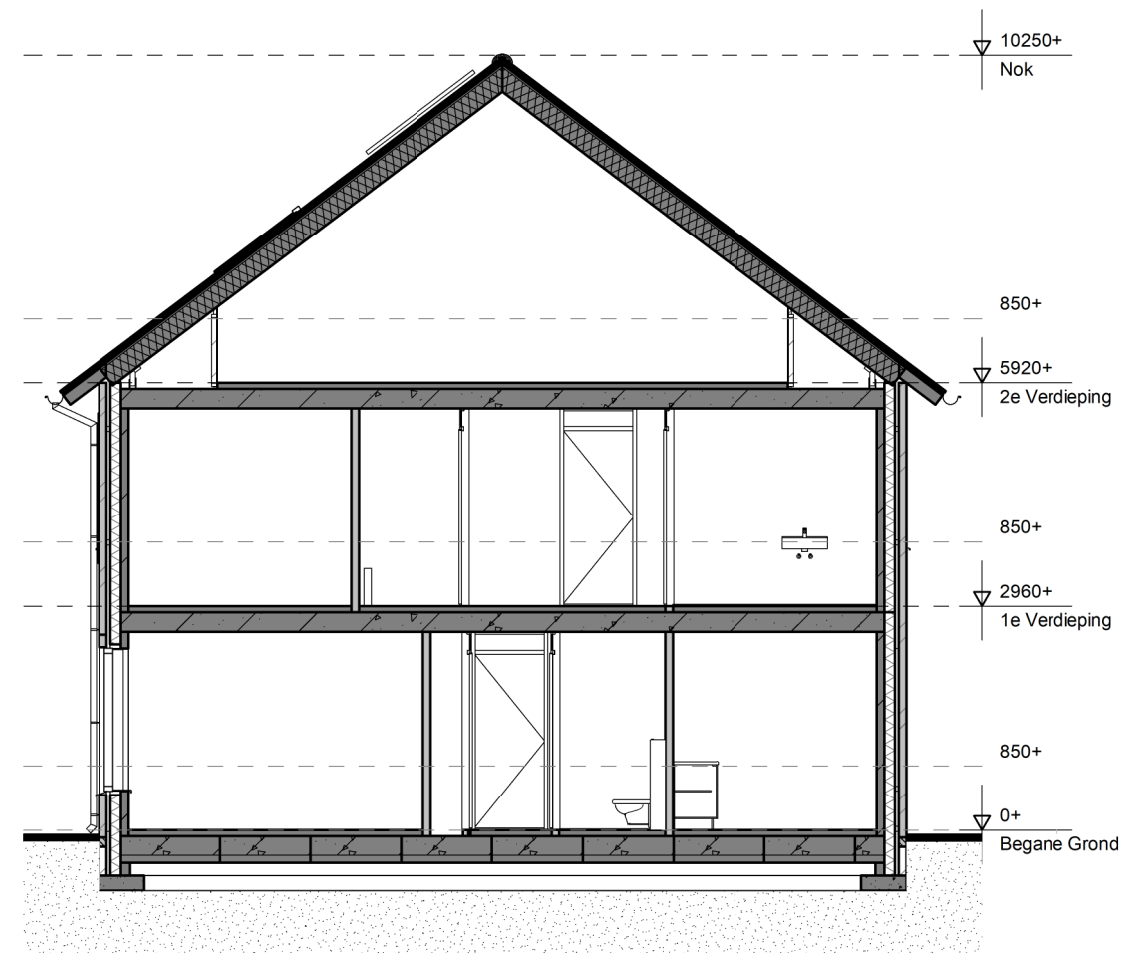 10250+
Nok
850+
5920+
2e Verdieping
850+
2960+
1e Verdieping
850+
0+
Begane Grond